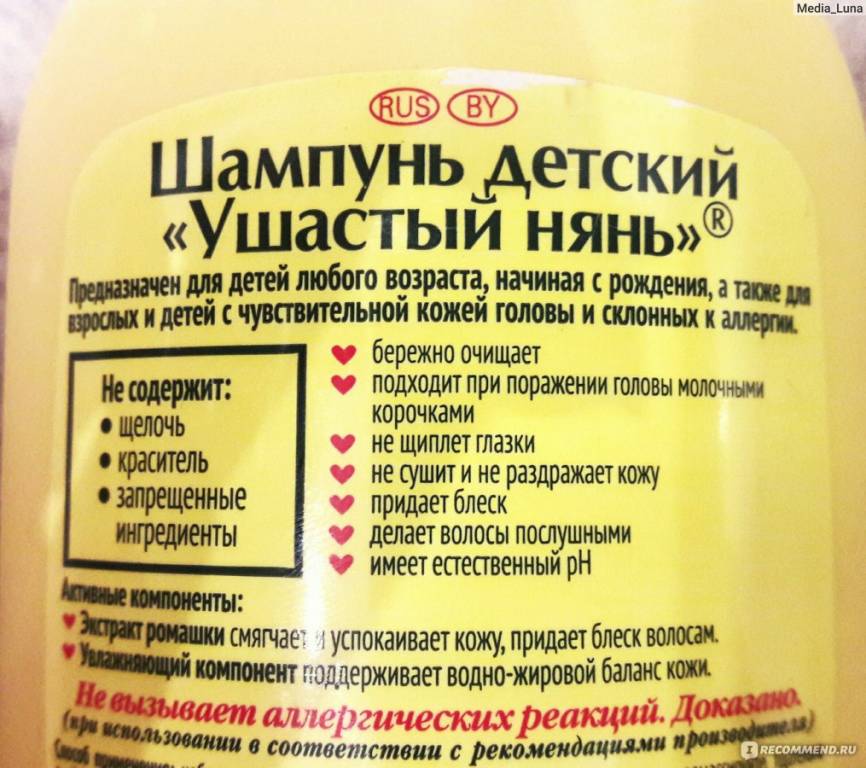 Media_Luna
RUS BY
Шампунь детский
«Ушастый нянь»®
Предназначен для детей любого возраста, начиная с рождения, а также для
взрослых и детей с чувствительной кожей головы и склонных к аллергии.
Не содержит:
• щелочь
• краситель
• запрещенные
ингредиенты
♥ бережно очищает
♥ подходит при поражении головы молочными
корочками
♥ не щиплет глазки
♥ не сушит и не раздражает кожу
♥ придает блеск
♥ делает волосы послушными
♥ имеет естественный pH
Активные компоненты:
♥ Экстракт ромашки смягчает и успокаивает кожу, придает блеск волосам.
♥ Увлажняющий компонент поддерживает водно-жировой баланс кожи.
Не вызывает аллергических реакций. Доказано.
(при использовании в соответствии с рекомендациями производителя)
Способ применения:
IRECOMMEND.RU